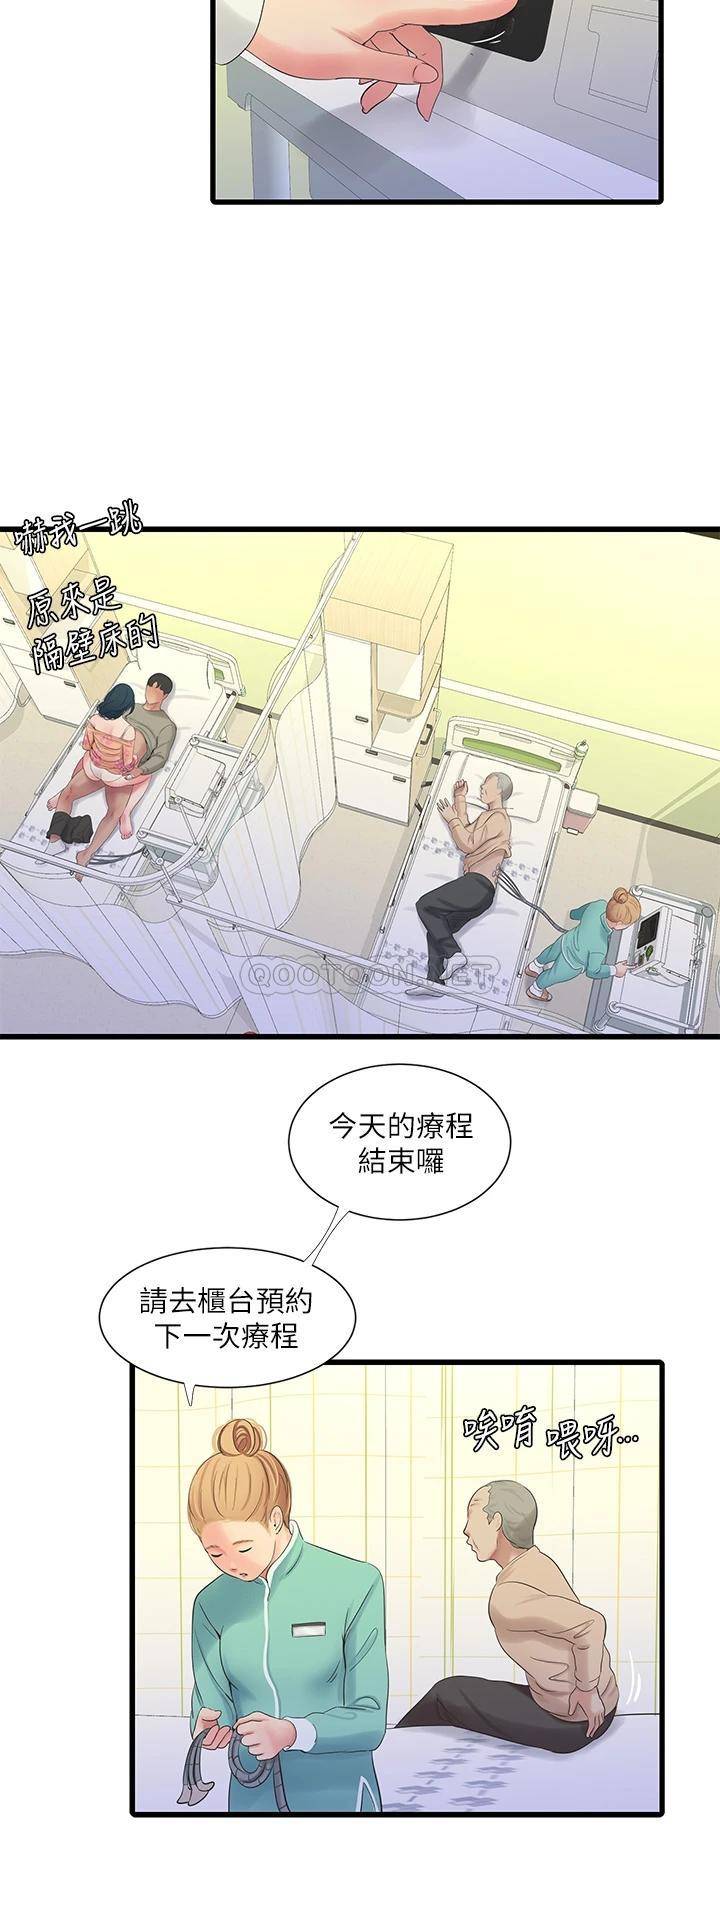 嚇我一跳
原來是
隔壁床的
QOOTOON.NET
今天的療程
結束囉
請去櫃台預約
下一次療程
唉唷 喂呀...